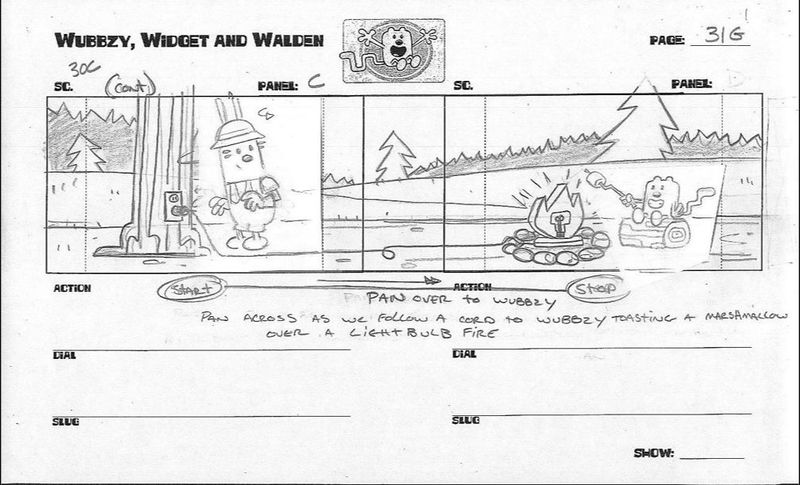 WUBBZY, WIDGET AND WALDEN
PAGE: 31G
30C
SC. (CONT) PANEL: C SC. PANEL: D
ACTION START ACTION STOP
PAN OVER TO WUBBZY
PAN ACROSS AS WE FOLLOW A CORD TO WUBBZY TOASTING A MARSHMALLOW
OVER A LIGHTBULB FIRE
DIAL DIAL
SLUG SLUG
SHOW: